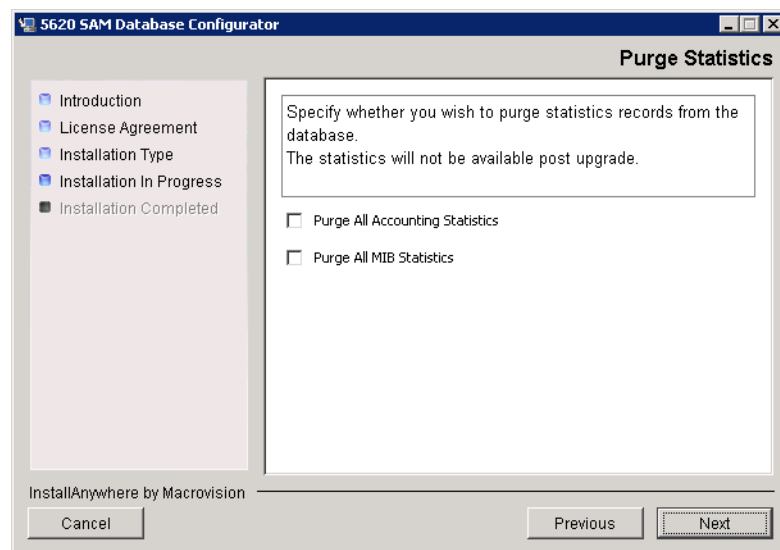 5620 SAM Database Configurator
Purge Statistics
Introduction
License Agreement
Installation Type
Installation In Progress
Installation Completed
Specify whether you wish to purge statistics records from the
database.
The statistics will not be available post upgrade.
Purge All Accounting Statistics
Purge All MIB Statistics
InstallAnywhere by Macrovision
Cancel
Previous
Next